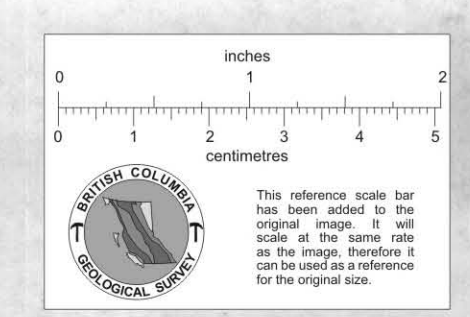 inches
0 1 2
0 1 2 3 4 5
centimetres
BRITISH COLUMBIA
GEOLOGICAL SURVEY
This reference scale bar
has been added to the
original image. It will
scale at the same rate
as the image, therefore it
can be used as a reference
for the original size.